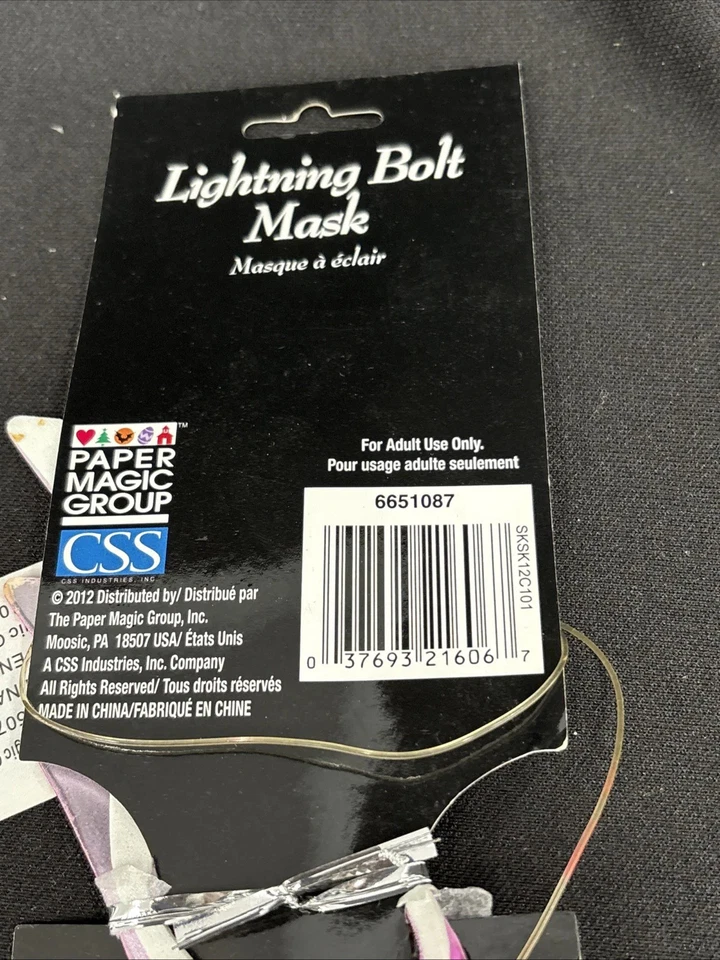 Lightning Bolt
Mask
Masque à éclair
PAPER
MAGIC
GROUP
™
CSS
CSS INDUSTRIES, INC.
© 2012 Distributed by/ Distribué par
The Paper Magic Group, Inc.
Moosic, PA 18507 USA/ États Unis
A CSS Industries, Inc. Company
All Rights Reserved/ Tous droits réservés
MADE IN CHINA/FABRIQUÉ EN CHINE
For Adult Use Only.
Pour usage adulte seulement
6651087
SKSK12C101
0 37693 21606 7